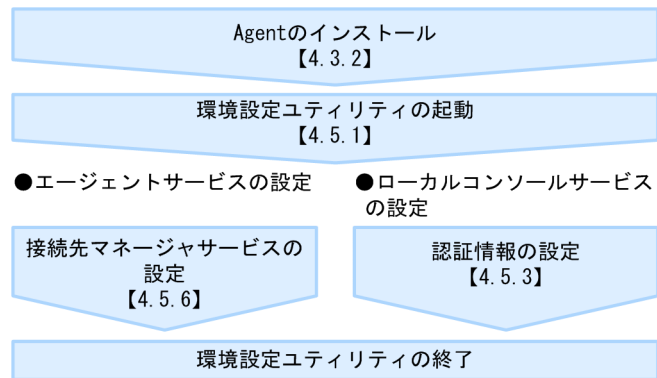 Agentのインストール
【4.3.2】
環境設定ユティリティの起動
【4.5.1】
●エージェントサービスの設定
●ローカルコンソールサービス
の設定
接続先マネージャサービスの
設定
【4.5.6】
認証情報の設定
【4.5.3】
環境設定ユティリティの終了